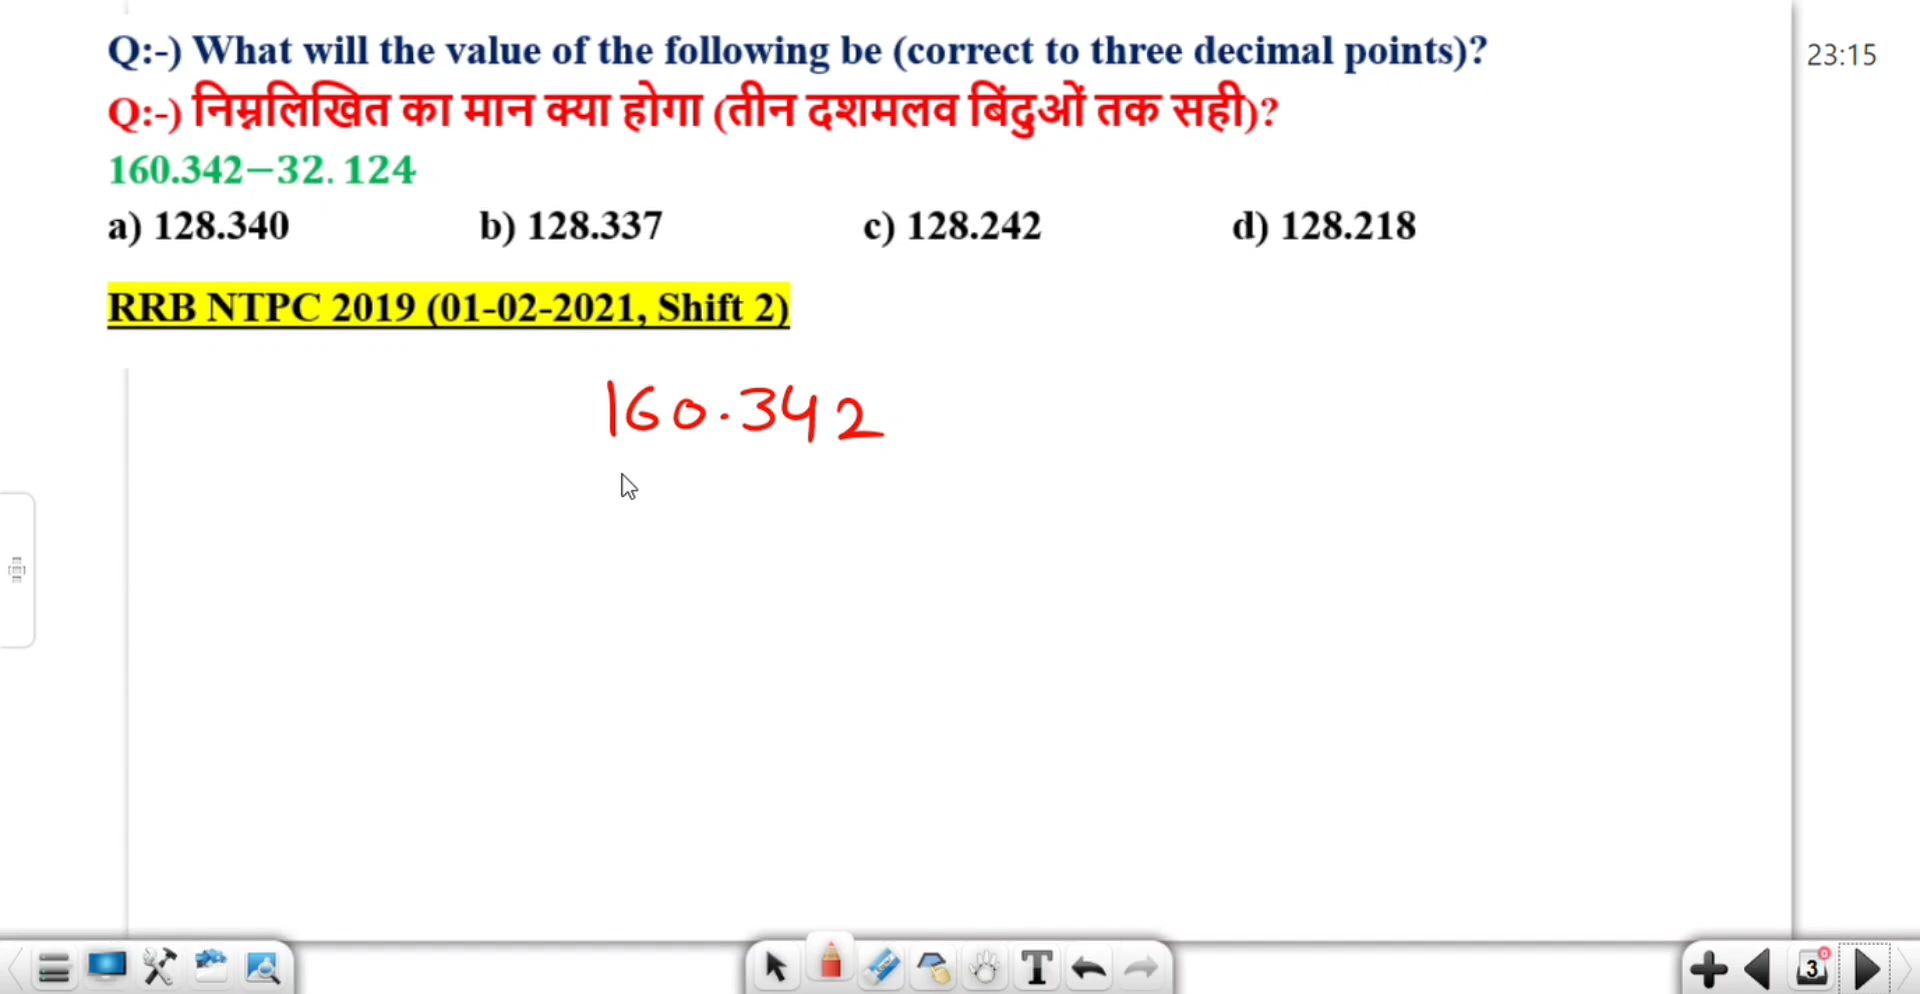 Q:-) What will the value of the following be (correct to three decimal points)?
23:15
Q:-) निम्नलिखित का मान क्या होगा (तीन दशमलव बिंदुओं तक सही)?
160.342−32. 124
a) 128.340 b) 128.337 c) 128.242 d) 128.218
RRB NTPC 2019 (01-02-2021, Shift 2)
160.342
T
3
0